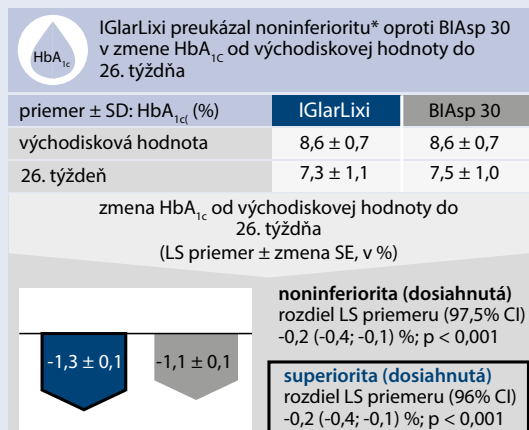 HbA1c
IGlarLixi preukázal noninferioritu* oproti BIAsp 30
v zmene HbA1C od východiskovej hodnoty do
26. týždňa
priemer ± SD: HbA1c( (%) IGlarLixi BIAsp 30
východisková hodnota 8,6 ± 0,7 8,6 ± 0,7
26. týždeň 7,3 ± 1,1 7,5 ± 1,0
zmena HbA1c od východiskovej hodnoty do
26. týždňa
(LS priemer ± zmena SE, v %)
-1,3 ± 0,1 -1,1 ± 0,1
noninferiorita (dosiahnutá)
rozdiel LS priemeru (97,5% CI)
-0,2 (-0,4; -0,1) %; p < 0,001
superiorita (dosiahnutá)
rozdiel LS priemeru (96% CI)
-0,2 (-0,4; -0,1) %; p < 0,001